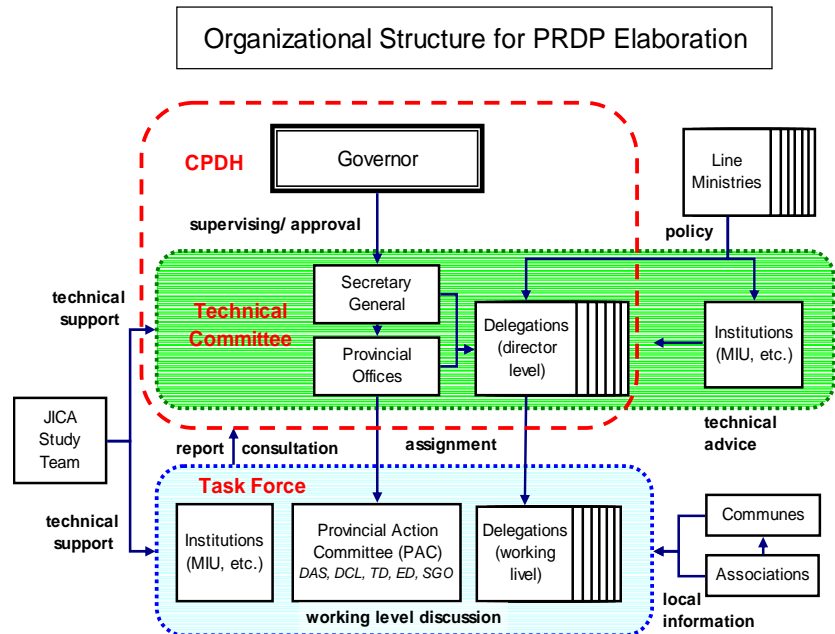 Organizational Structure for PRDP Elaboration
CPDH
Governor
Line
Ministries
supervising/ approval
policy
technical
support
Technical
Committee
Secretary
General
Provincial
Offices
Delegations
(director
level)
Institutions
(MIU, etc.)
technical
advice
JICA
Study
Team
report
consultation
assignment
Task Force
technical
support
Institutions
(MIU, etc.)
Provincial Action
Committee (PAC)
DAS, DCL, TD, ED, SGO
Delegations
(working
livel)
Communes
Associations
local
information
working level discussion